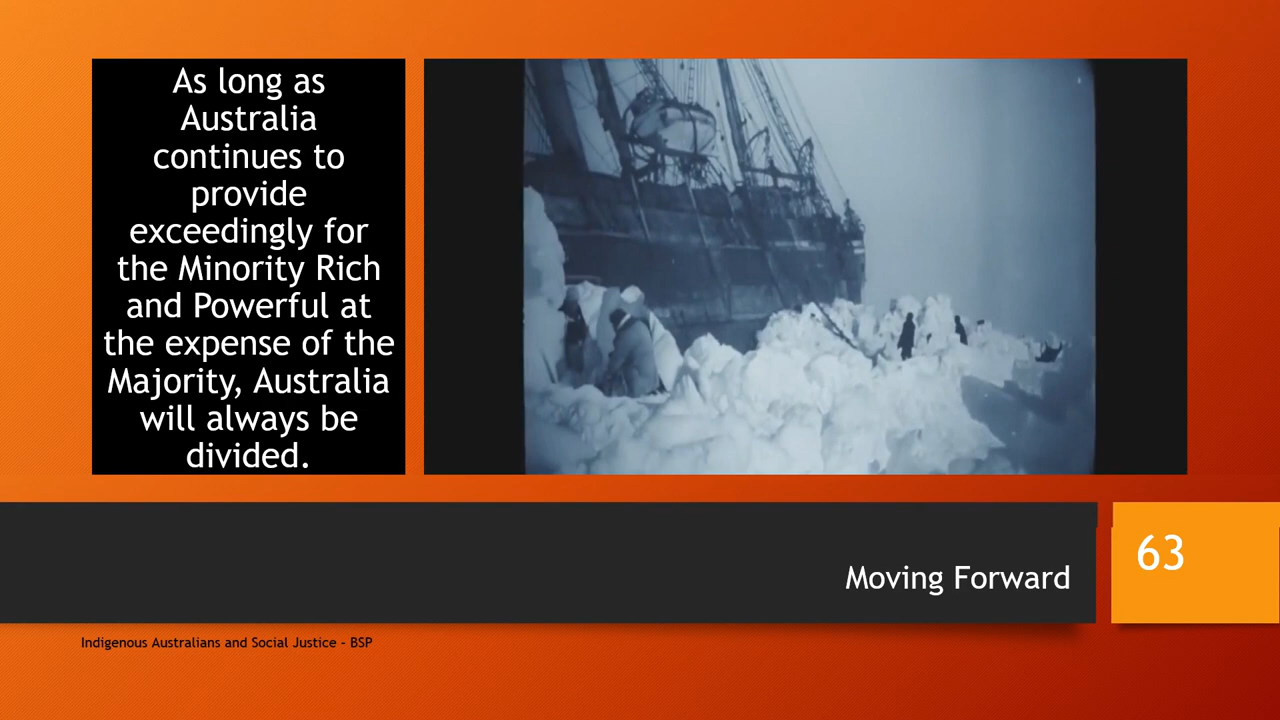 As long as
Australia
continues to
provide
exceedingly for
the Minority Rich
and Powerful at
the expense of the
Majority, Australia
will always be
divided.
Moving Forward
63
Indigenous Australians and Social Justice - BSP